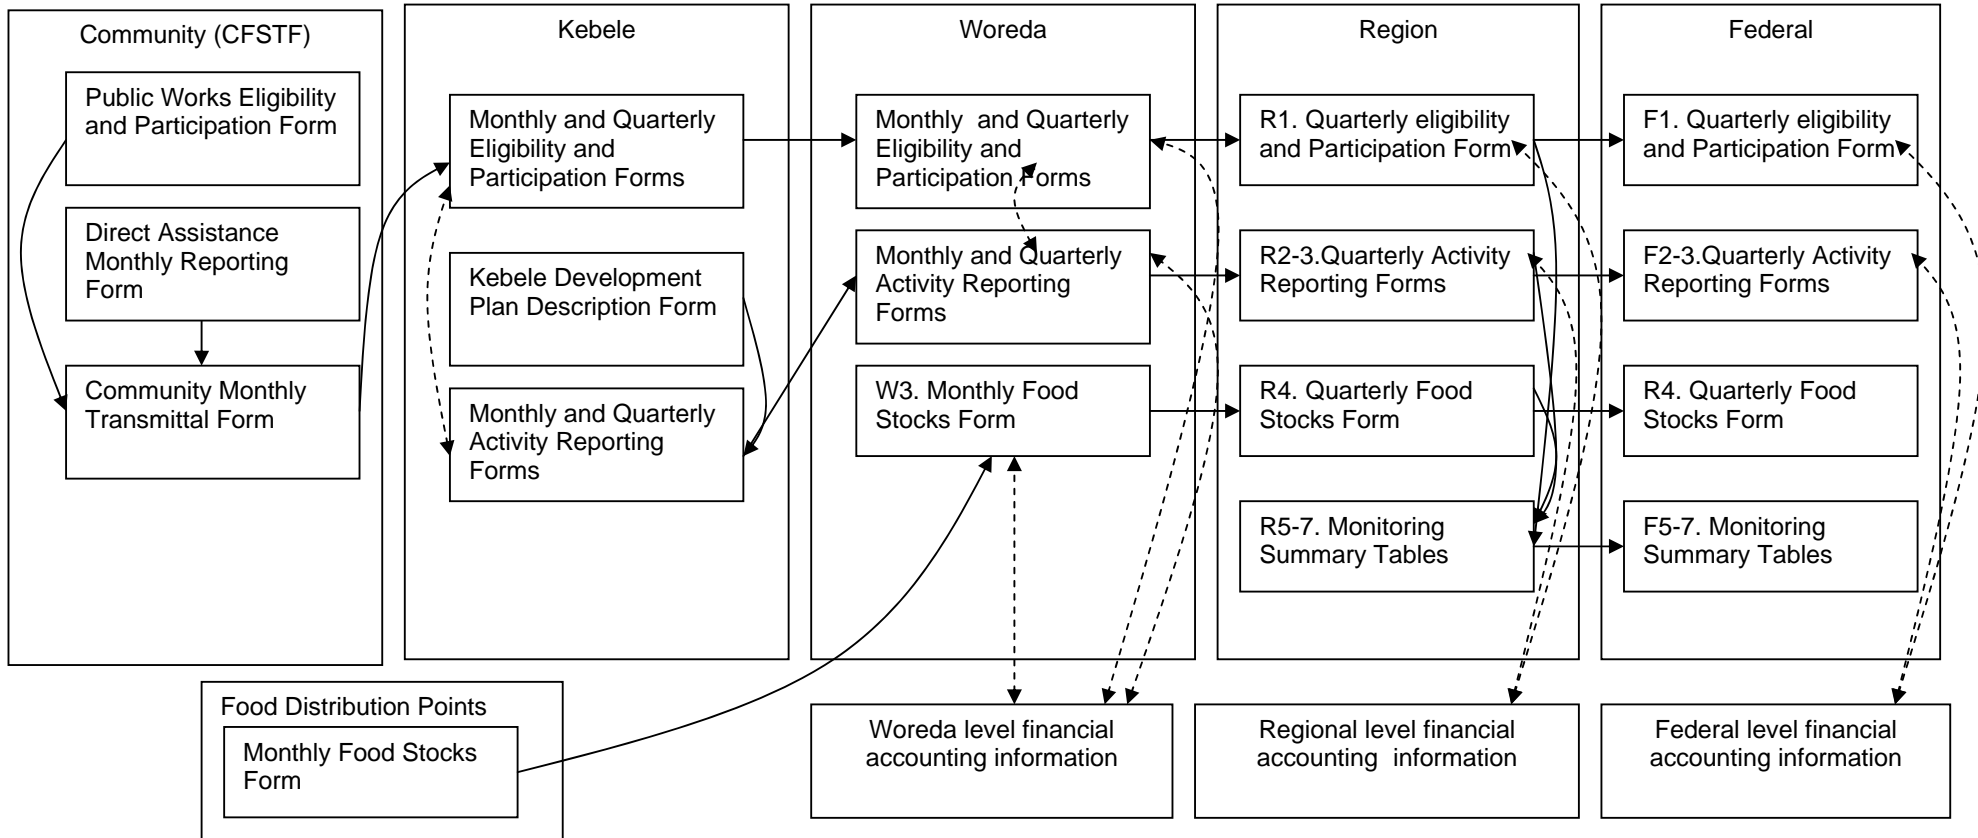 Community (CFSTF)
Public Works Eligibility
and Participation Form
Direct Assistance
Monthly Reporting
Form
Community Monthly
Transmittal Form
Kebele
Monthly and Quarterly
Eligibility and
Participation Forms
Kebele Development
Plan Description Form
Monthly and Quarterly
Activity Reporting
Forms
Woreda
Monthly  and Quarterly
Eligibility and
Participation Forms
Monthly and Quarterly
Activity Reporting
Forms
W3. Monthly Food
Stocks Form
Region
R1. Quarterly eligibility
and Participation Form
R2-3.Quarterly Activity
Reporting Forms
R4. Quarterly Food
Stocks Form
R5-7. Monitoring
Summary Tables
Federal
F1. Quarterly eligibility
and Participation Form
F2-3.Quarterly Activity
Reporting Forms
R4. Quarterly Food
Stocks Form
F5-7. Monitoring
Summary Tables
Food Distribution Points
Monthly Food Stocks
Form
Woreda level financial
accounting information
Regional level financial
accounting  information
Federal level financial
accounting information